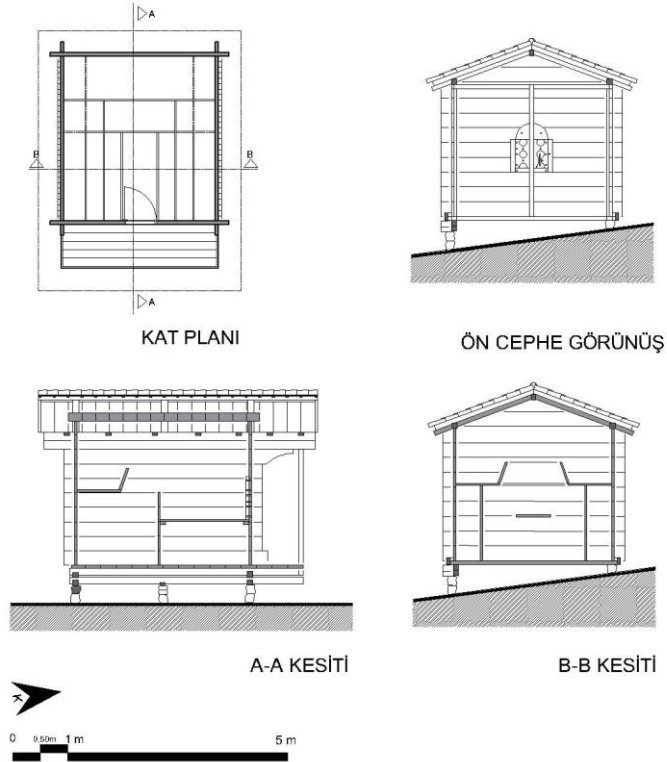 A
B
B
A
KAT PLANI
ÖN CEPHE GÖRÜNÜŞ
A-A KESİTİ
B-B KESİTİ
K
0 0,50m 1 m 5 m